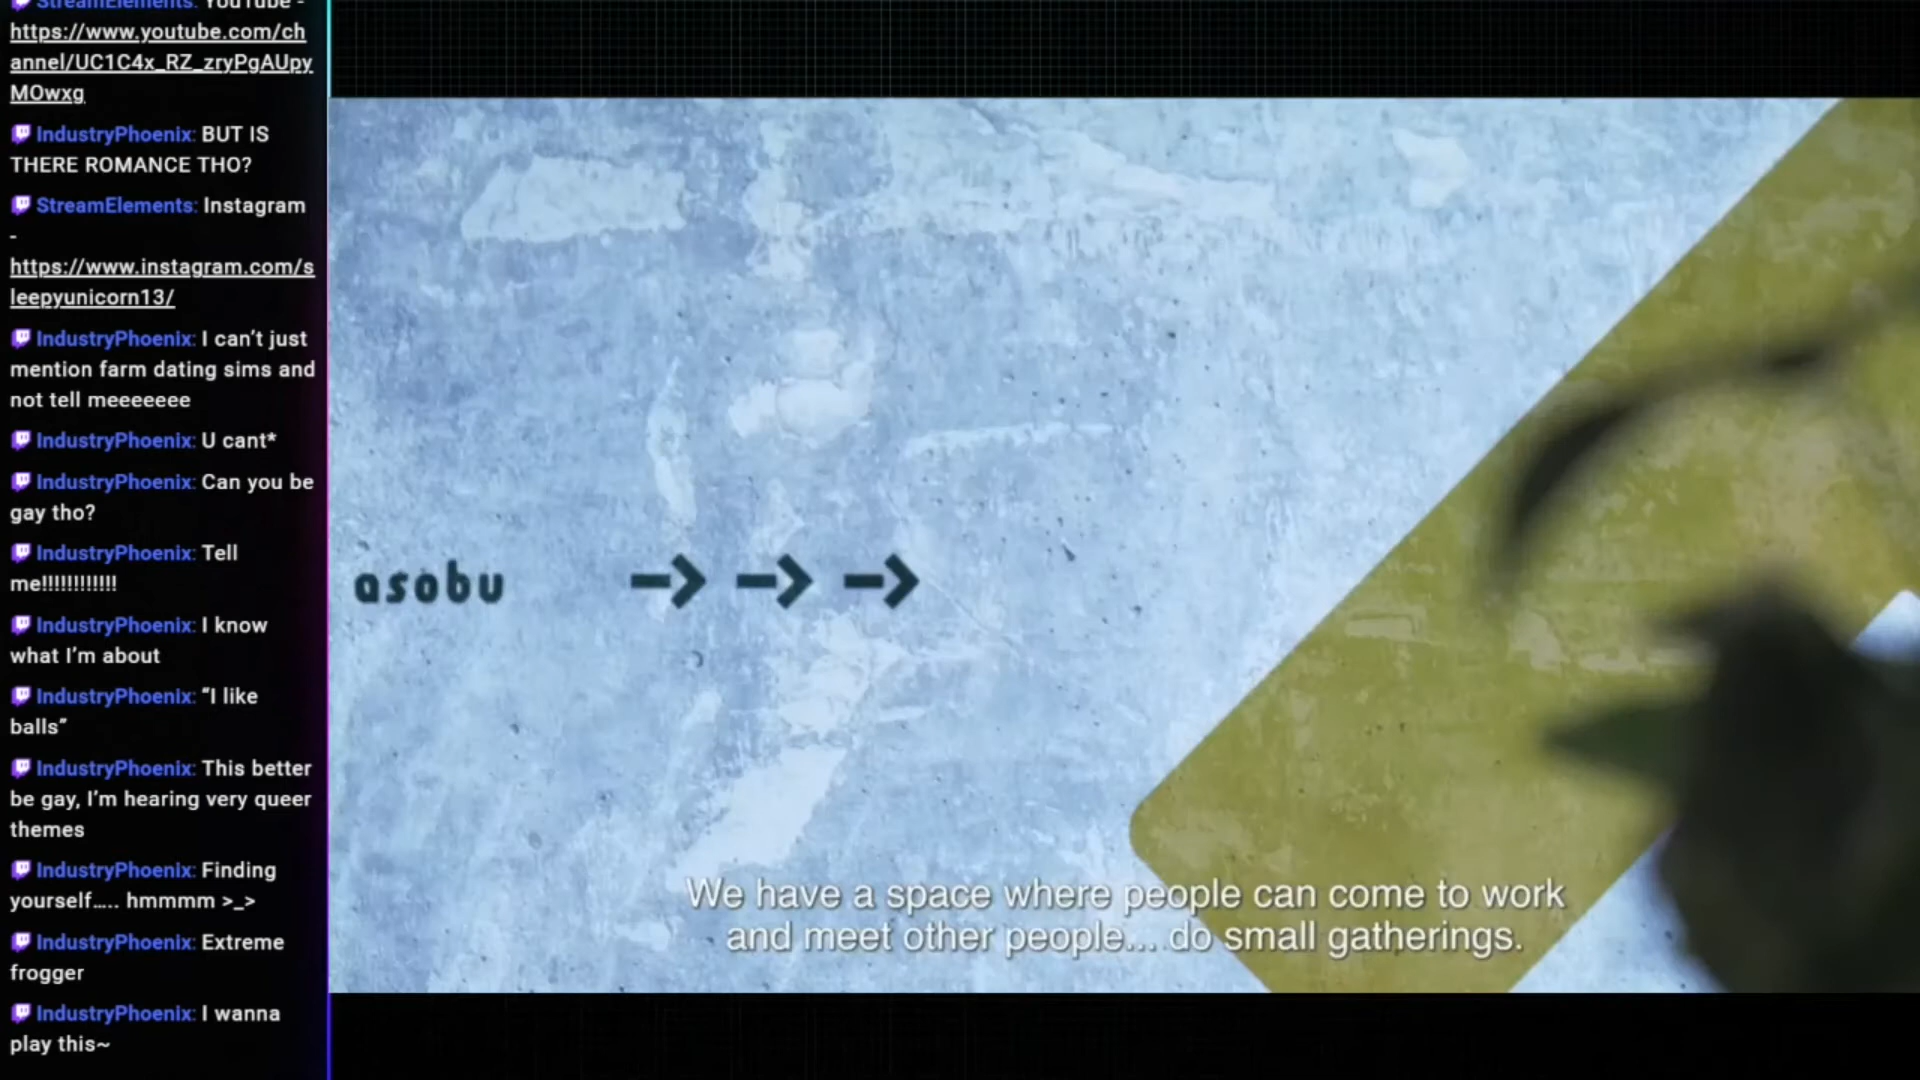 StreamElements: YouTube -
https://www.youtube.com/ch
annel/UC1C4x_RZ_zryPgAUpy
MOwxg
IndustryPhoenix: BUT IS
THERE ROMANCE THO?
StreamElements: Instagram
-
https://www.instagram.com/s
leepyunicorn13/
IndustryPhoenix: I can’t just
mention farm dating sims and
not tell meeeeeee
IndustryPhoenix: U cant*
IndustryPhoenix: Can you be
gay tho?
IndustryPhoenix: Tell
me!!!!!!!!!!!!
IndustryPhoenix: I know
what I’m about
IndustryPhoenix: “I like
balls”
IndustryPhoenix: This better
be gay, I’m hearing very queer
themes
IndustryPhoenix: Finding
yourself..... hmmmm >_>
IndustryPhoenix: Extreme
frogger
IndustryPhoenix: I wanna
play this~
asobu
We have a space where people can come to work
and meet other people... do small gatherings.